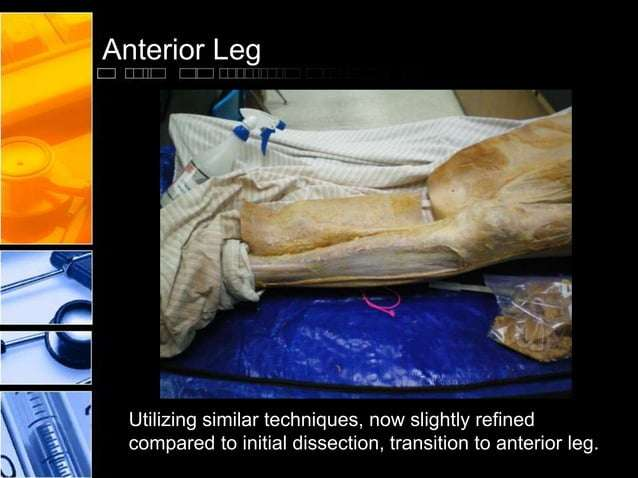 Anterior Leg
Utilizing similar techniques, now slightly refined
compared to initial dissection, transition to anterior leg.